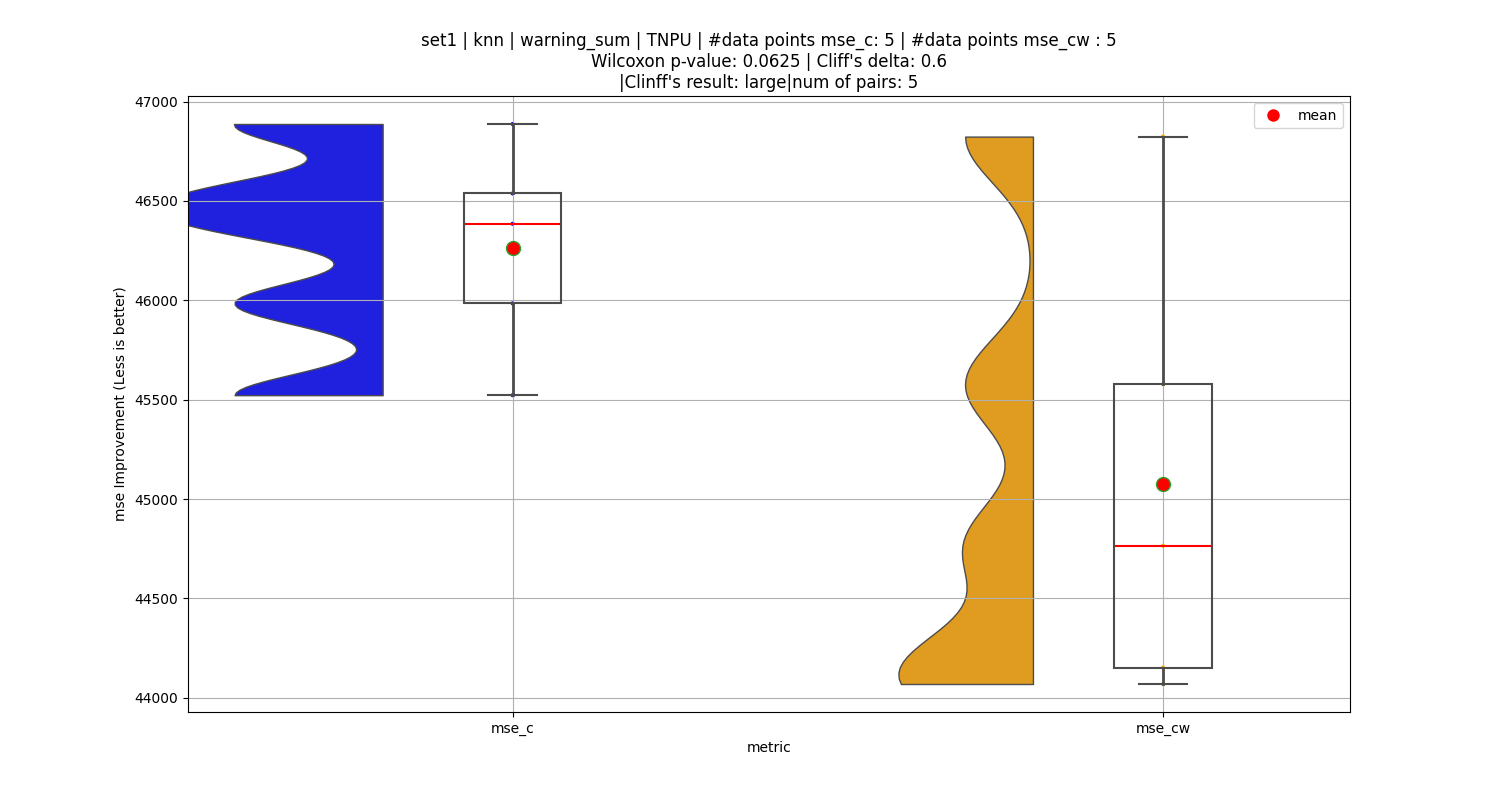 set1 | knn | warning_sum | TNPU | #data points mse_c: 5 | #data points mse_cw : 5
Wilcoxon p-value: 0.0625 | Cliff's delta: 0.6
|Clinff's result: large|num of pairs: 5
mean
47000
46500
46000
45500
45000
44500
44000
mse Improvement (Less is better)
mse_c
mse_cw
metric